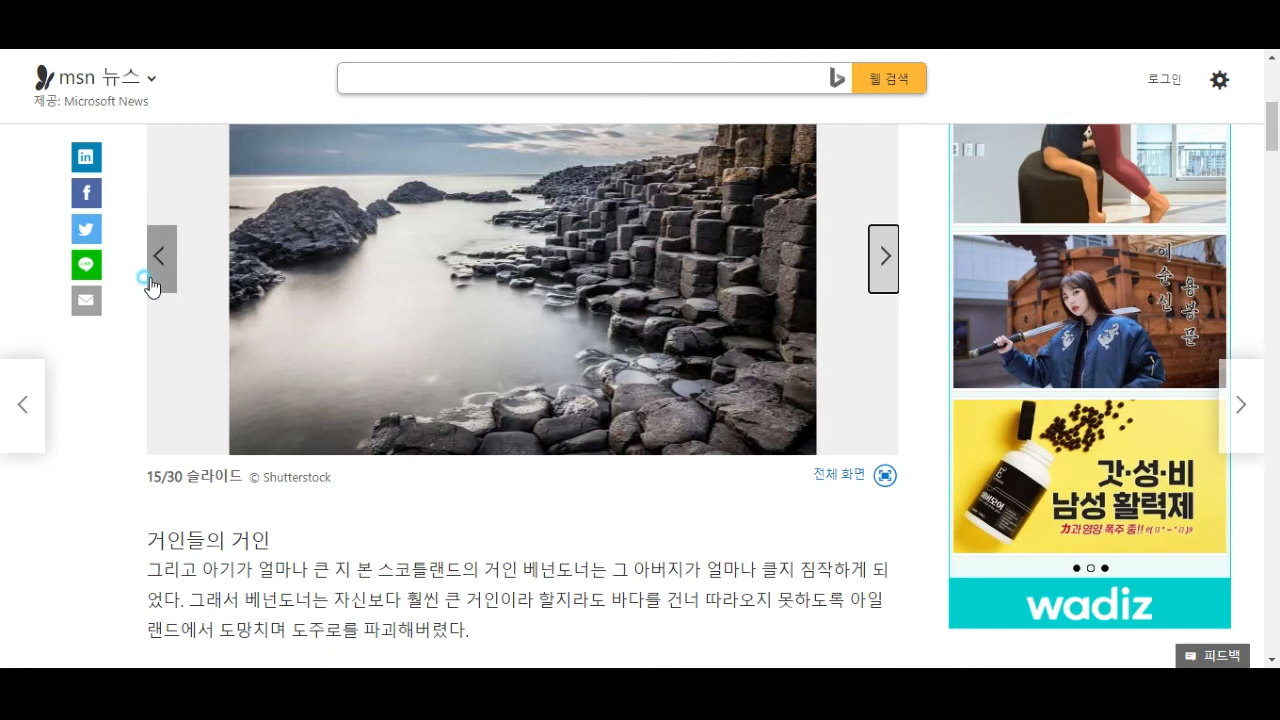 msn 뉴스
제공: Microsoft News
웹 검색
로그인
in
f
LINE
이순신
용봉문
15/30 슬라이드 © Shutterstock
전체 화면
갓·성·비
남성 활력제
거인들의 거인
그리고 아기가 얼마나 큰 지 본 스코틀랜드의 거인 베넌도너는 그 아버지가 얼마나 클지 짐작하게 되
었다. 그래서 베넌도너는 자신보다 훨씬 큰 거인이라 할지라도 바다를 건너 따라오지 못하도록 아일
랜드에서 도망치며 도주로를 파괴해버렸다.
wadiz
피드백